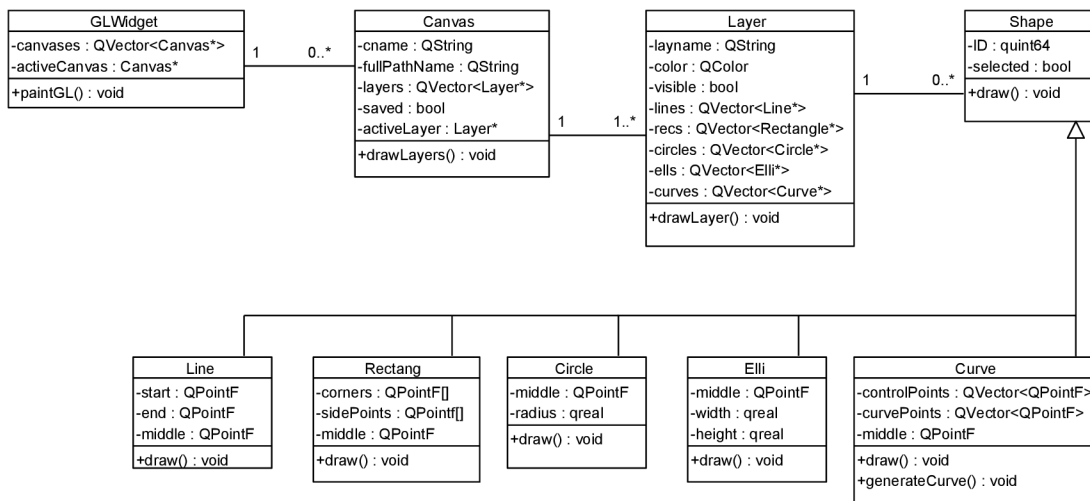 GLWidget
-canvases : QVector<Canvas*>
-activeCanvas : Canvas*
+paintGL() : void
1
0..*
Canvas
-cname : QString
-fullPathName : QString
-layers : QVector<Layer*>
-saved : bool
-activeLayer : Layer*
+drawLayers() : void
1
1..*
Layer
-layname : QString
-color : QColor
-visible : bool
-lines : QVector<Line*>
-recs : QVector<Rectangle*>
-circles : QVector<Circle*>
-ells : QVector<Elli*>
-curves : QVector<Curve*>
+drawLayer() : void
1
0..*
Shape
-ID : quint64
-selected : bool
+draw() : void
Line
-start : QPointF
-end : QPointF
-middle : QPointF
+draw() : void
Rectang
-corners : QPointF[]
-sidePoints : QPointf[]
-middle : QPointF
+draw() : void
Circle
-middle : QPointF
-radius : qreal
+draw() : void
Elli
-middle : QPointF
-width : qreal
-height : qreal
+draw() : void
Curve
-controlPoints : QVector<QPointF>
-curvePoints : QVector<QPointF>
-middle : QPointF
+draw() : void
+generateCurve() : void